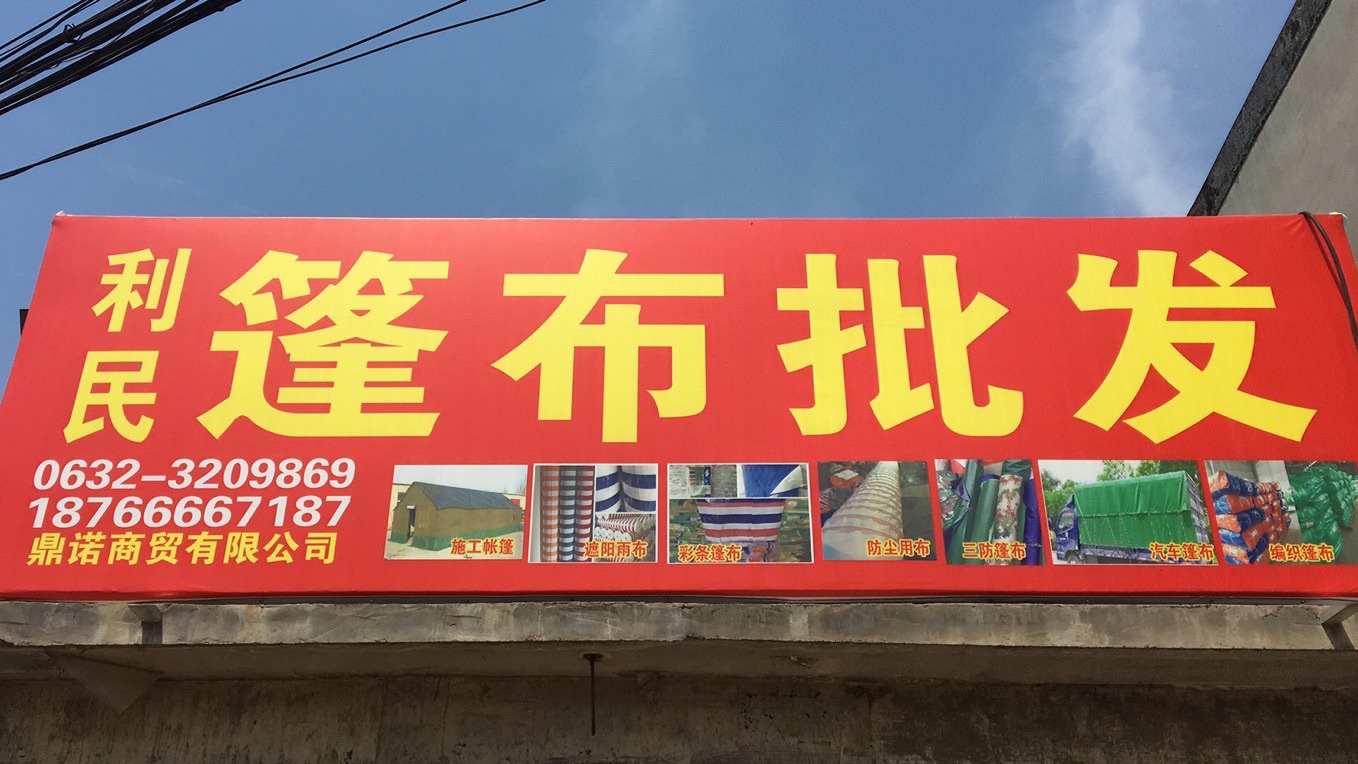 利民
篷布批发
0632-3209869
18766667187
鼎诺商贸有限公司
施工帐篷
遮阳雨布
彩条篷布
防尘用布
三防篷布
汽车篷布
编织篷布